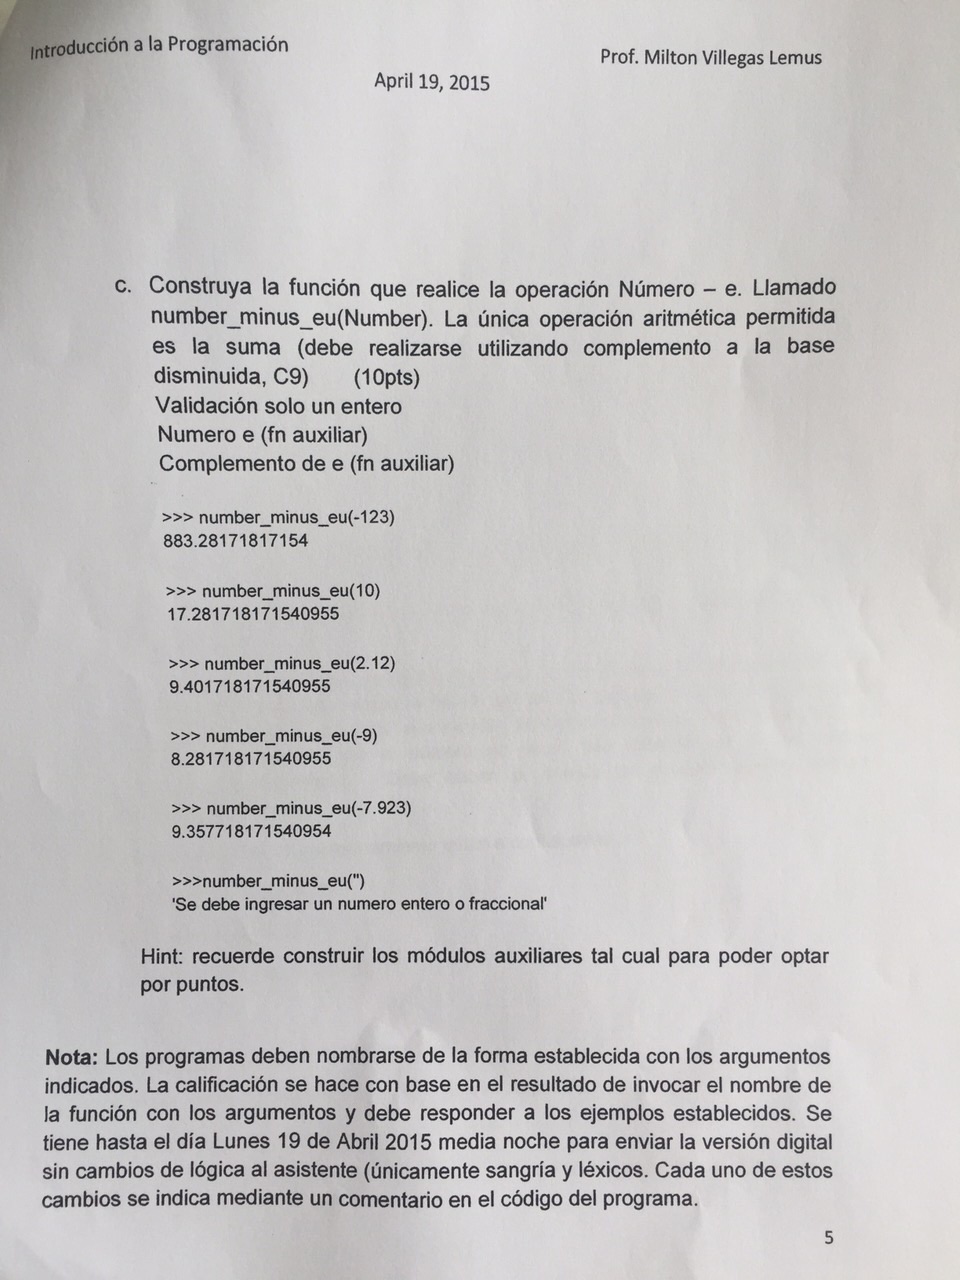 Introducción a la Programación
Prof. Milton Villegas Lemus
April 19, 2015
c. Construya la función que realice la operación Número – e. Llamado
number_minus_eu(Number). La única operación aritmética permitida
es la suma (debe realizarse utilizando complemento a la base
disminuida, C9) (10pts)
Validación solo un entero
Numero e (fn auxiliar)
Complemento de e (fn auxiliar)
>>> number_minus_eu(-123)
883.28171817154
>>> number_minus_eu(10)
17.281718171540955
>>> number_minus_eu(2.12)
9.401718171540955
>>> number_minus_eu(-9)
8.281718171540955
>>> number_minus_eu(-7.923)
9.357718171540954
>>>number_minus_eu('')
'Se debe ingresar un numero entero o fraccional'
Hint: recuerde construir los módulos auxiliares tal cual para poder optar
por puntos.
Nota: Los programas deben nombrarse de la forma establecida con los argumentos
indicados. La calificación se hace con base en el resultado de invocar el nombre de
la función con los argumentos y debe responder a los ejemplos establecidos. Se
tiene hasta el día Lunes 19 de Abril 2015 media noche para enviar la versión digital
sin cambios de lógica al asistente (únicamente sangría y léxicos. Cada uno de estos
cambios se indica mediante un comentario en el código del programa.
5